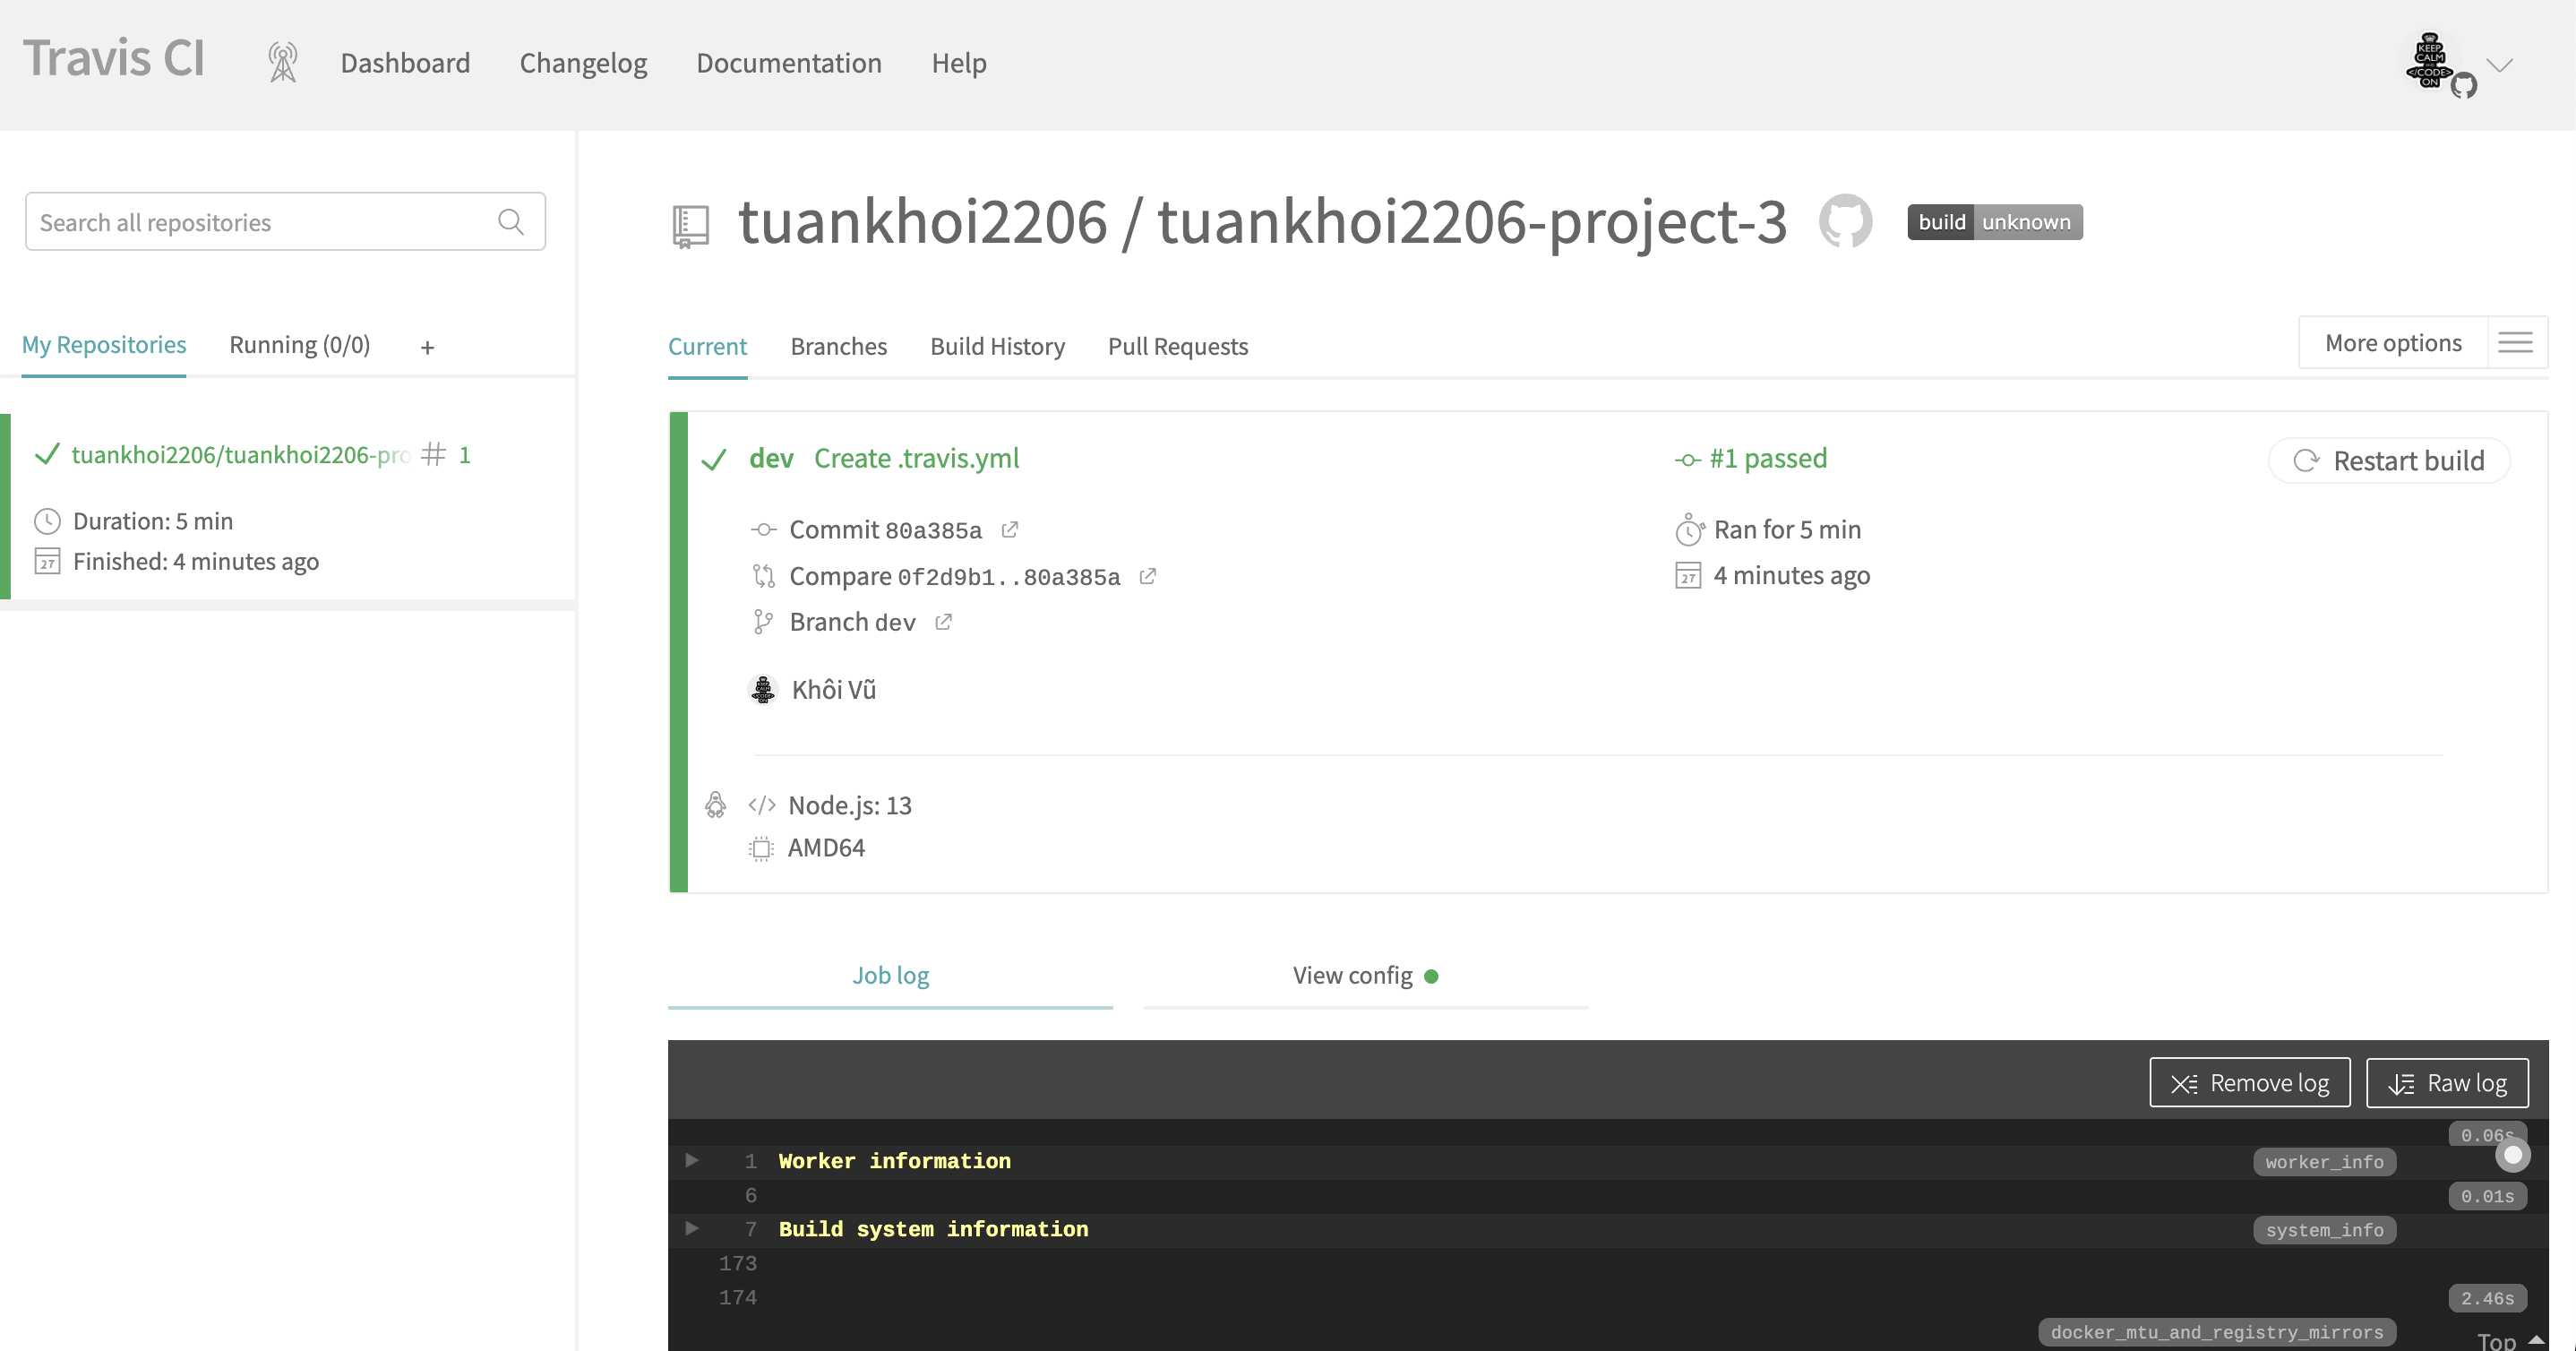 Travis CI
Dashboard
Changelog
Documentation
Help
KEEP
CALM
AND
</CODE>
ON
Search all repositories
My Repositories
Running (0/0)
+
tuankhoi2206/tuankhoi2206-pro # 1
Duration: 5 min
27 Finished: 4 minutes ago
tuankhoi2206 / tuankhoi2206-project-3
build unknown
Current
Branches
Build History
Pull Requests
More options
dev Create .travis.yml
Commit 80a385a
Compare 0f2d9b1..80a385a
Branch dev
Khôi Vũ
#1 passed
Ran for 5 min
27 4 minutes ago
Restart build
</> Node.js: 13
AMD64
Job log
View config
Remove log
Raw log
0.06s
1 Worker information worker_info
6 0.01s
7 Build system information system_info
173
174 2.46s
docker_mtu_and_registry_mirrors
Top